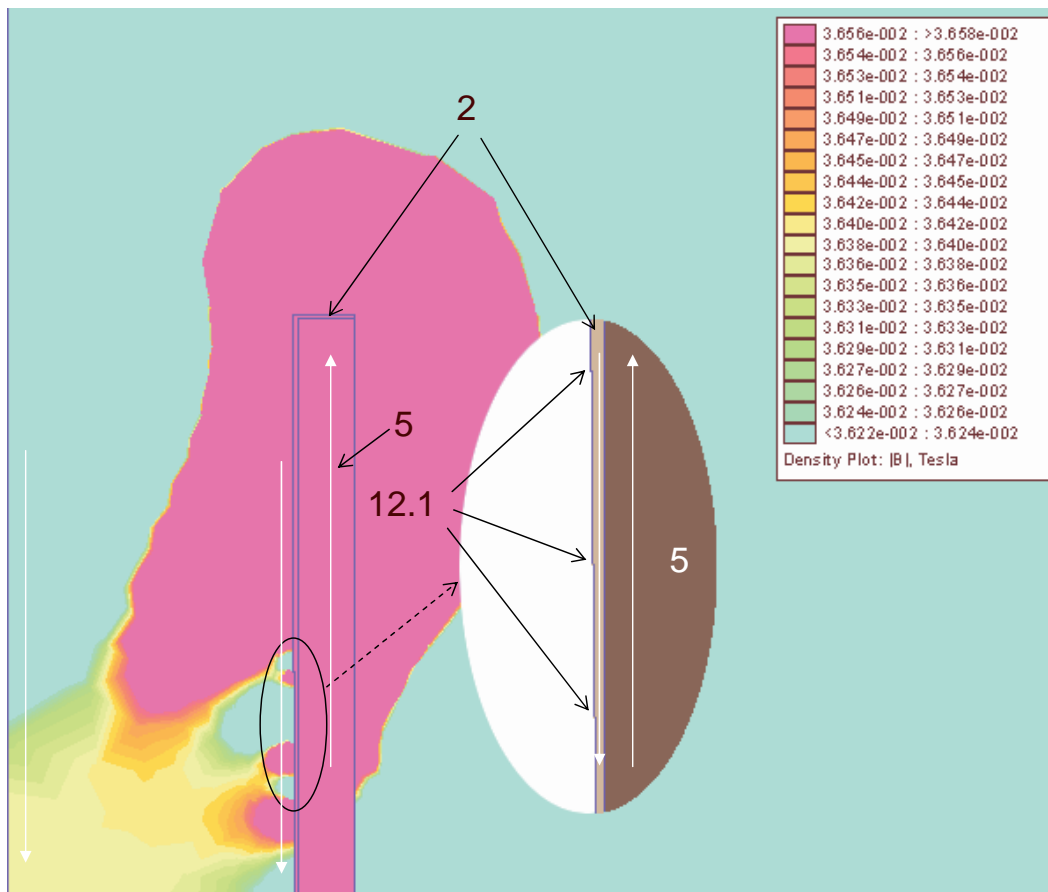 3.656e-002 : >3.658e-002
3.654e-002 : 3.656e-002
3.653e-002 : 3.654e-002
3.651e-002 : 3.653e-002
3.649e-002 : 3.651e-002
3.647e-002 : 3.649e-002
3.645e-002 : 3.647e-002
3.644e-002 : 3.645e-002
3.642e-002 : 3.644e-002
3.640e-002 : 3.642e-002
3.638e-002 : 3.640e-002
3.636e-002 : 3.638e-002
3.635e-002 : 3.636e-002
3.633e-002 : 3.635e-002
3.631e-002 : 3.633e-002
3.629e-002 : 3.631e-002
3.627e-002 : 3.629e-002
3.626e-002 : 3.627e-002
3.624e-002 : 3.626e-002
<3.622e-002 : 3.624e-002
Density Plot: |B|, Tesla
2
5
12.1
5